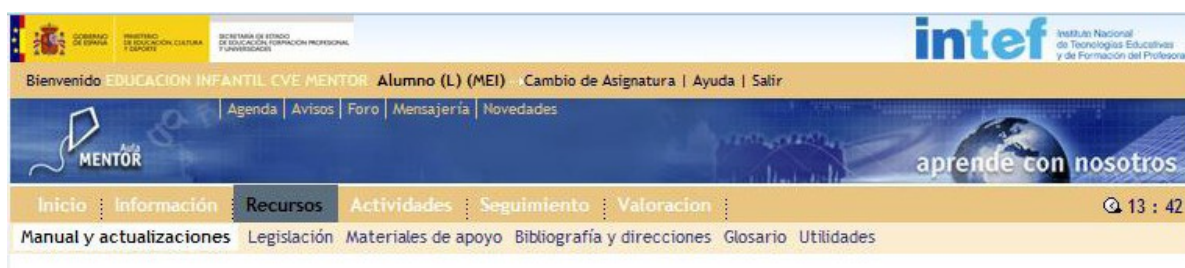 GOBIERNO DE ESPAÑA
MINISTERIO DE EDUCACIÓN, CULTURA Y DEPORTE
SECRETARÍA DE ESTADO DE EDUCACIÓN, FORMACIÓN PROFESIONAL Y UNIVERSIDADES
intef
Instituto Nacional
de Tecnologías Educativas
y de Formación del Profesora
Bienvenido EDUCACION INFANTIL CVE MENTOR Alumno (L) (MEI) Cambio de Asignatura | Ayuda | Salir
Agenda | Avisos | Foro | Mensajería | Novedades
Aula
MENTOR
aprende con nosotros
Inicio Información Recursos Actividades Seguimiento Valoracion 13 : 42
Manual y actualizaciones Legislación Materiales de apoyo Bibliografía y direcciones Glosario Utilidades